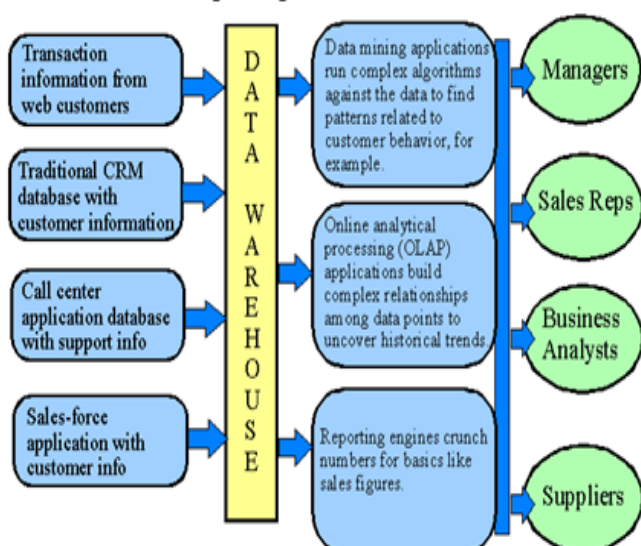 Transaction
information from
web customers
Traditional CRM
database with
customer information
Call center
application database
with support info
Sales-force
application with
customer info
DATA WAREHOUSE
Data mining applications
run complex algorithms
against the data to find
patterns related to
customer behavior, for
example.
Online analytical
processing (OLAP)
applications build
complex relationships
among data points to
uncover historical trends.
Reporting engines crunch
numbers for basics like
sales figures.
Managers
Sales Reps
Business
Analysts
Suppliers